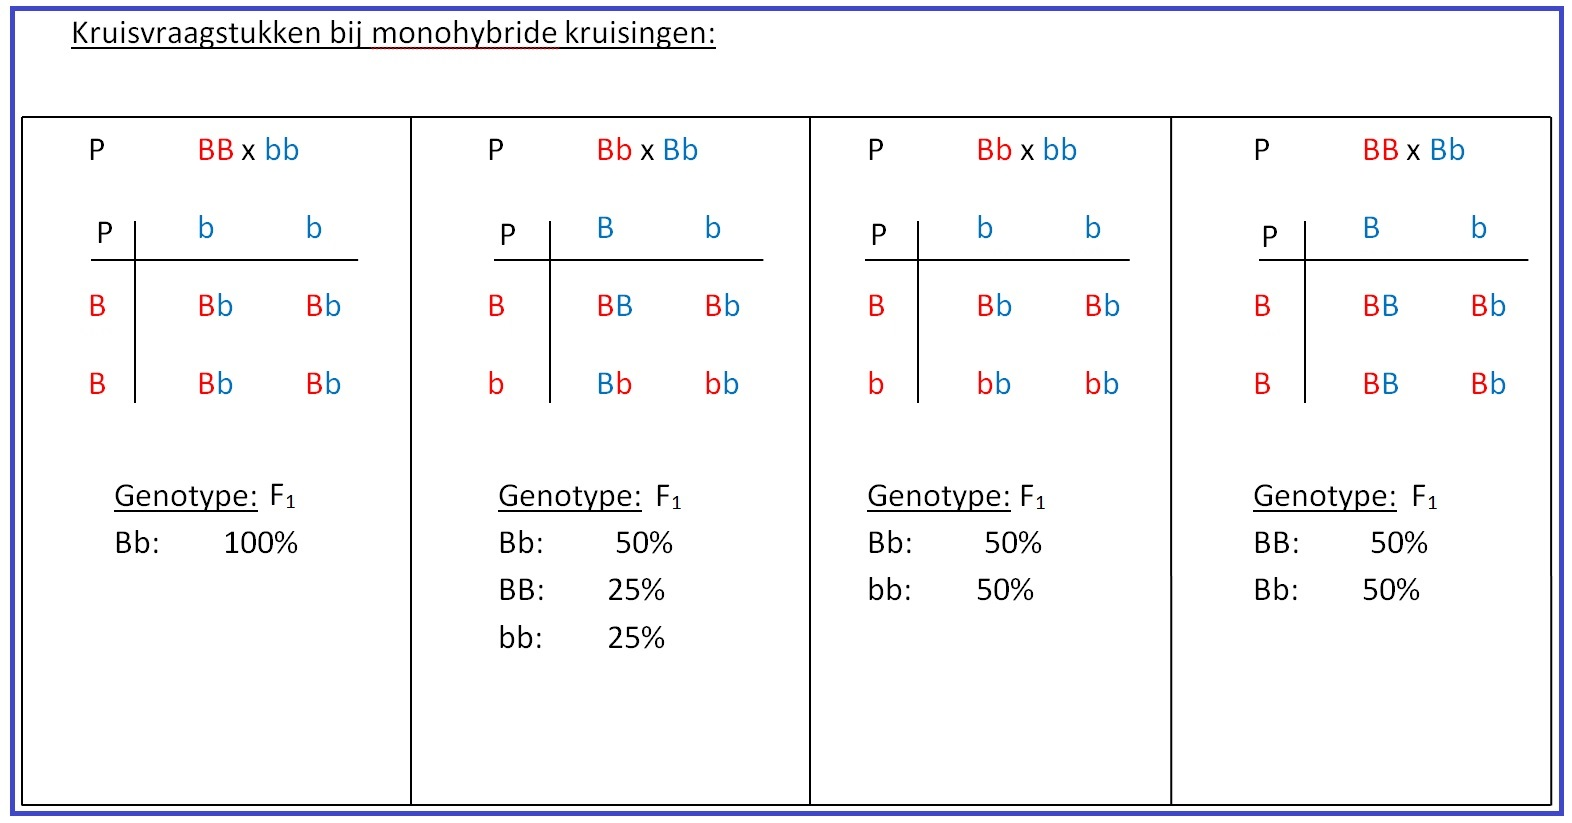 Kruisvraagstukken bij monohybride kruisingen:
P BB x bb
P b b
B Bb Bb
B Bb Bb
Genotype: F₁
Bb: 100%
P Bb x Bb
P B b
B BB Bb
b Bb bb
Genotype: F₁
Bb: 50%
BB: 25%
bb: 25%
P Bb x bb
P b b
B Bb Bb
b bb bb
Genotype: F₁
Bb: 50%
bb: 50%
P BB x Bb
P B b
B BB Bb
B BB Bb
Genotype: F₁
BB: 50%
Bb: 50%